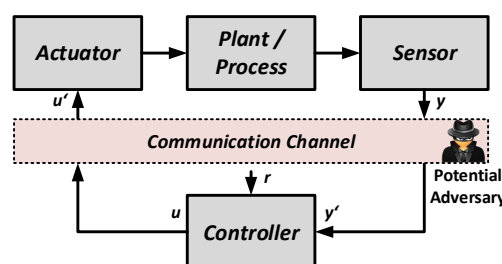 Actuator
Plant /
Process
Sensor
u‘
y
Communication Channel
Potential
Adversary
r
u
y‘
Controller